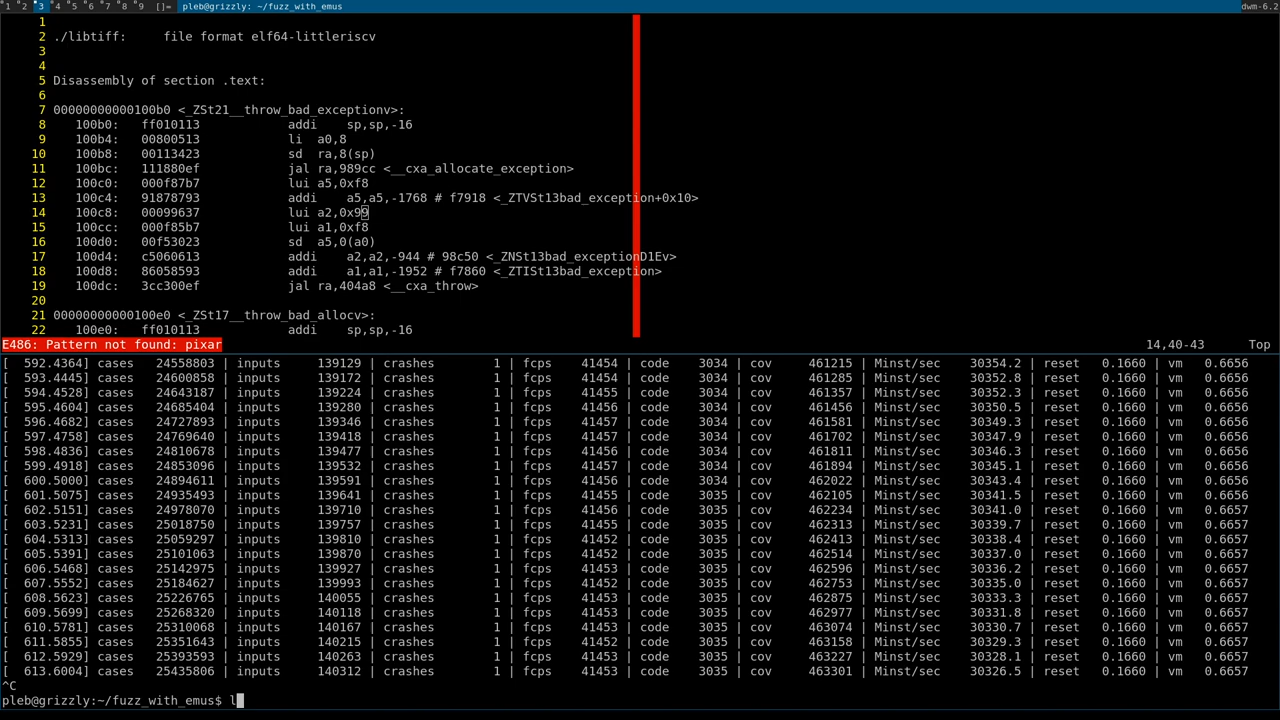 1 2 3 4 5 6 7 8 9 []= pleb@grizzly: ~/fuzz_with_emus dwm-6.2
1
2 ./libtiff:     file format elf64-littleriscv
3
4
5 Disassembly of section .text:
6
7 00000000000100b0 <_ZSt21__throw_bad_exceptionv>:
8    100b0:   ff010113            addi    sp,sp,-16
9    100b4:   00800513            li  a0,8
10    100b8:   00113423            sd  ra,8(sp)
11    100bc:   111880ef            jal ra,989cc <__cxa_allocate_exception>
12    100c0:   000f87b7            lui a5,0xf8
13    100c4:   91878793            addi    a5,a5,-1768 # f7918 <_ZTVSt13bad_exception+0x10>
14    100c8:   00099637            lui a2,0x99
15    100cc:   000f85b7            lui a1,0xf8
16    100d0:   00f53023            sd  a5,0(a0)
17    100d4:   c5060613            addi    a2,a2,-944 # 98c50 <_ZNSt13bad_exceptionD1Ev>
18    100d8:   86058593            addi    a1,a1,-1952 # f7860 <_ZTISt13bad_exception>
19    100dc:   3cc300ef            jal ra,404a8 <__cxa_throw>
20
21 00000000000100e0 <_ZSt17__throw_bad_allocv>:
22    100e0:   ff010113            addi    sp,sp,-16
E486: Pattern not found: pixar 14,40-43 Top
[  592.4364] cases   24558803 | inputs     139129 | crashes        1 | fcps    41454 | code    3034 | cov     461215 | Minst/sec    30354.2 | reset   0.1660 | vm   0.6656
[  593.4445] cases   24600858 | inputs     139172 | crashes        1 | fcps    41454 | code    3034 | cov     461285 | Minst/sec    30352.8 | reset   0.1660 | vm   0.6656
[  594.4528] cases   24643187 | inputs     139224 | crashes        1 | fcps    41455 | code    3034 | cov     461357 | Minst/sec    30352.3 | reset   0.1660 | vm   0.6656
[  595.4604] cases   24685404 | inputs     139280 | crashes        1 | fcps    41456 | code    3034 | cov     461456 | Minst/sec    30350.5 | reset   0.1660 | vm   0.6656
[  596.4682] cases   24727893 | inputs     139346 | crashes        1 | fcps    41457 | code    3034 | cov     461581 | Minst/sec    30349.3 | reset   0.1660 | vm   0.6656
[  597.4758] cases   24769640 | inputs     139418 | crashes        1 | fcps    41457 | code    3034 | cov     461702 | Minst/sec    30347.9 | reset   0.1660 | vm   0.6656
[  598.4836] cases   24810678 | inputs     139477 | crashes        1 | fcps    41456 | code    3034 | cov     461811 | Minst/sec    30346.3 | reset   0.1660 | vm   0.6656
[  599.4918] cases   24853096 | inputs     139532 | crashes        1 | fcps    41457 | code    3034 | cov     461894 | Minst/sec    30345.1 | reset   0.1660 | vm   0.6656
[  600.5000] cases   24894611 | inputs     139591 | crashes        1 | fcps    41456 | code    3034 | cov     462022 | Minst/sec    30343.4 | reset   0.1660 | vm   0.6656
[  601.5075] cases   24935493 | inputs     139641 | crashes        1 | fcps    41455 | code    3035 | cov     462105 | Minst/sec    30341.5 | reset   0.1660 | vm   0.6656
[  602.5151] cases   24978070 | inputs     139710 | crashes        1 | fcps    41456 | code    3035 | cov     462234 | Minst/sec    30341.0 | reset   0.1660 | vm   0.6656
[  603.5231] cases   25018750 | inputs     139757 | crashes        1 | fcps    41455 | code    3035 | cov     462313 | Minst/sec    30339.7 | reset   0.1660 | vm   0.6657
[  604.5313] cases   25059297 | inputs     139810 | crashes        1 | fcps    41452 | code    3035 | cov     462413 | Minst/sec    30338.4 | reset   0.1660 | vm   0.6657
[  605.5391] cases   25101063 | inputs     139870 | crashes        1 | fcps    41452 | code    3035 | cov     462514 | Minst/sec    30337.0 | reset   0.1660 | vm   0.6657
[  606.5468] cases   25142975 | inputs     139927 | crashes        1 | fcps    41453 | code    3035 | cov     462596 | Minst/sec    30336.2 | reset   0.1660 | vm   0.6657
[  607.5552] cases   25184627 | inputs     139993 | crashes        1 | fcps    41452 | code    3035 | cov     462753 | Minst/sec    30335.0 | reset   0.1660 | vm   0.6657
[  608.5623] cases   25226765 | inputs     140055 | crashes        1 | fcps    41453 | code    3035 | cov     462875 | Minst/sec    30333.3 | reset   0.1660 | vm   0.6657
[  609.5699] cases   25268320 | inputs     140118 | crashes        1 | fcps    41453 | code    3035 | cov     462977 | Minst/sec    30331.8 | reset   0.1660 | vm   0.6657
[  610.5781] cases   25310068 | inputs     140167 | crashes        1 | fcps    41453 | code    3035 | cov     463074 | Minst/sec    30330.7 | reset   0.1660 | vm   0.6657
[  611.5855] cases   25351643 | inputs     140215 | crashes        1 | fcps    41452 | code    3035 | cov     463158 | Minst/sec    30329.3 | reset   0.1660 | vm   0.6657
[  612.5929] cases   25393593 | inputs     140263 | crashes        1 | fcps    41453 | code    3035 | cov     463227 | Minst/sec    30328.1 | reset   0.1660 | vm   0.6657
[  613.6004] cases   25435806 | inputs     140312 | crashes        1 | fcps    41453 | code    3035 | cov     463301 | Minst/sec    30326.5 | reset   0.1660 | vm   0.6657
^C
pleb@grizzly:~/fuzz_with_emus$ l